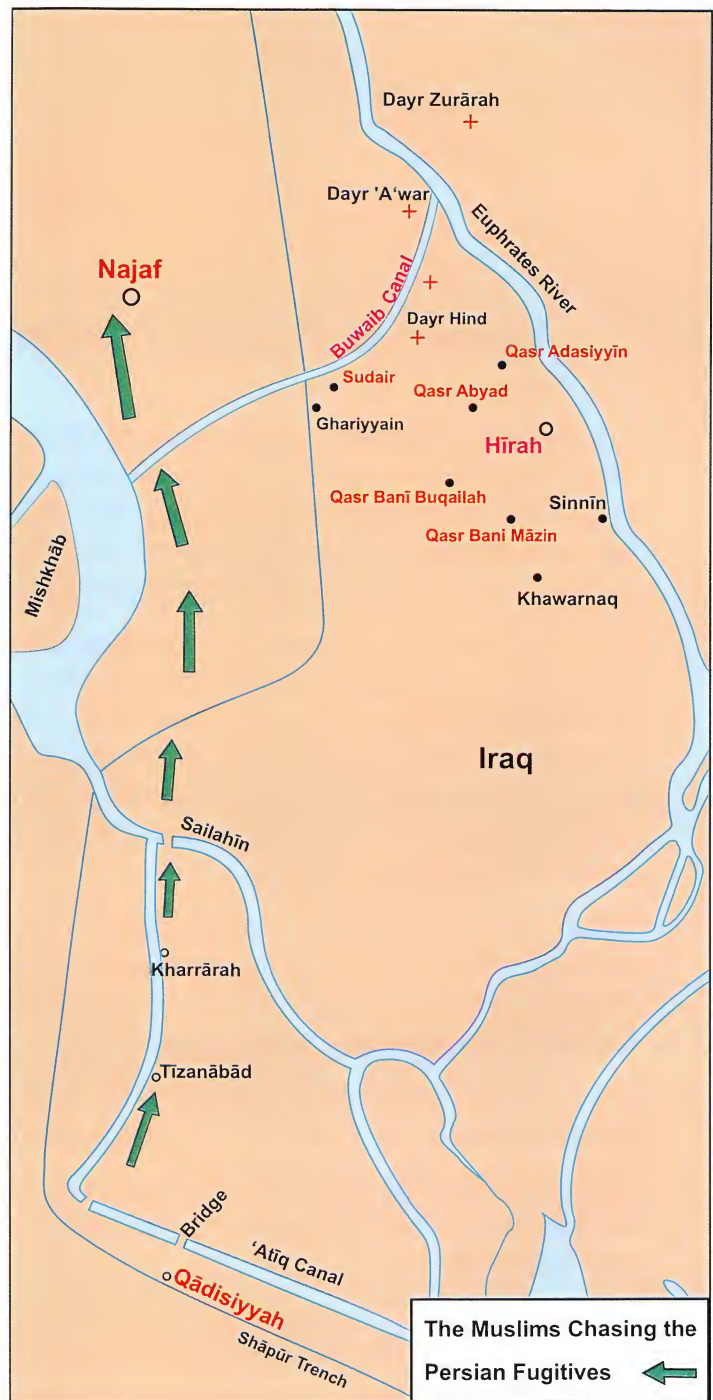 Dayr Zurārah
Dayr 'A‘war
Euphrates River
Najaf
Buwaib Canal
Dayr Hind
Qasr Adasiyyīn
Sudair
Qasr Abyad
Ghariyyain
Hīrah
Qasr Banī Buqailah
Sinnīn
Qasr Bani Māzin
Mishkhāb
Khawarnaq
Iraq
Sailahīn
Kharrārah
Tīzanābād
Bridge
‘Atīq Canal
Qādisiyyah
Shāpūr Trench
The Muslims Chasing the
Persian Fugitives